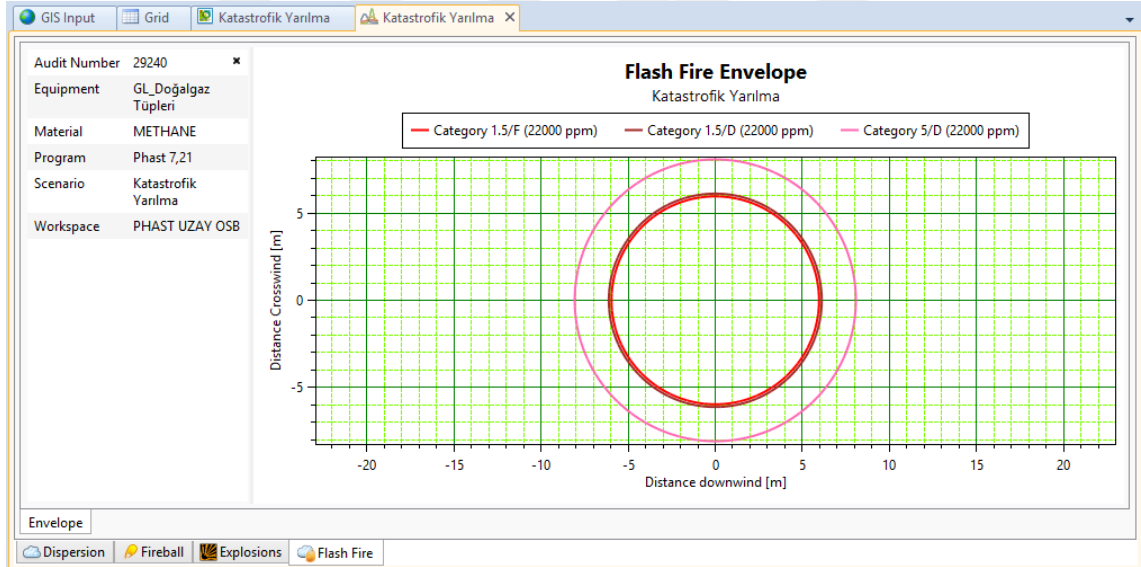 GIS Input
Grid
Katastrofik Yarılma
Katastrofik Yarılma
Audit Number 29240
Equipment GL_Doğalgaz
Tüpleri
Material METHANE
Program Phast 7,21
Scenario Katastrofik
Yarılma
Workspace PHAST UZAY OSB
Flash Fire Envelope
Katastrofik Yarılma
Category 1.5/F (22000 ppm)
Category 1.5/D (22000 ppm)
Category 5/D (22000 ppm)
Distance Crosswind [m]
5
0
-5
-20 -15 -10 -5 0 5 10 15 20
Distance downwind [m]
Envelope
Dispersion
Fireball
Explosions
Flash Fire